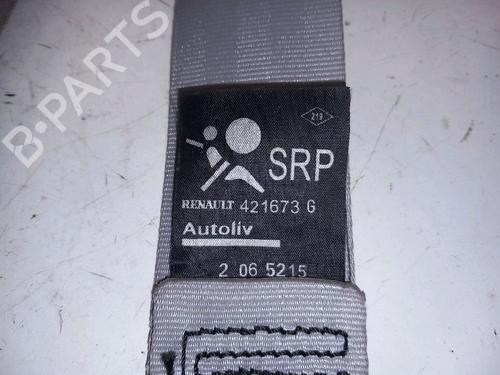 B-PARTS
219
SRP
RENAULT 421673 G
Autoliv
2 06 5215